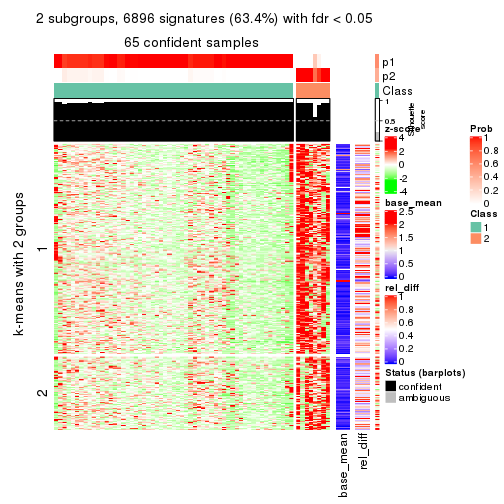 2 subgroups, 6896 signatures (63.4%) with fdr < 0.05
65 confident samples
p1
p2
Class
1
0.5
0
Silhouette
score
k-means with 2 groups
1
2
base_mean
rel_diff
z-score
4
2
0
-2
-4
base_mean
2.5
2
1.5
1
0.5
0
rel_diff
1
0.8
0.6
0.4
0.2
0
Status (barplots)
confident
ambiguous
Prob
1
0.8
0.6
0.4
0.2
0
Class
1
2